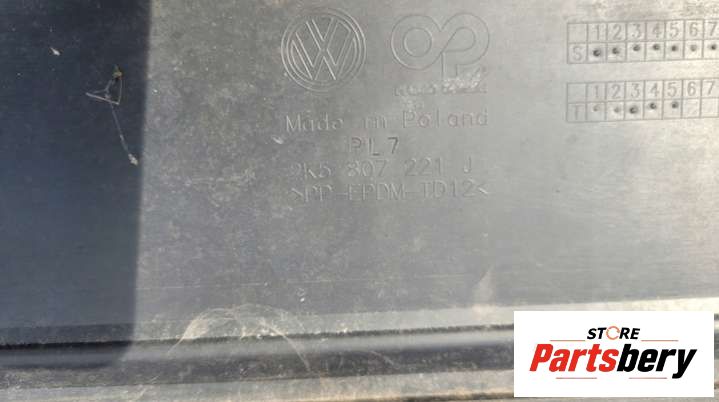 1 2 3 4 5 6 7
S
1 2 3 4 5 6 7
T
Made in Poland
PL7
2K5 807 221 J
>PP-EPDM-TD12<
STORE
Partsbery